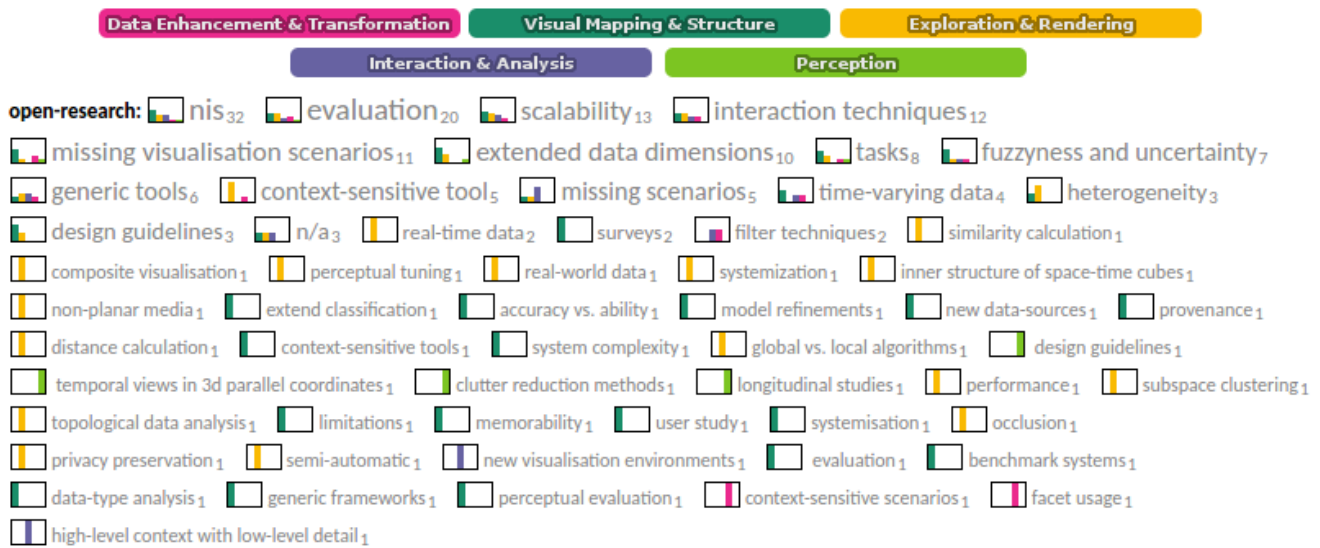 Data Enhancement & Transformation Visual Mapping & Structure Exploration & Rendering
Interaction & Analysis Perception
open-research: nis32 evaluation20 scalability13 interaction techniques12
missing visualisation scenarios11 extended data dimensions10 tasks8 fuzzyness and uncertainty7
generic tools6 context-sensitive tool5 missing scenarios5 time-varying data4 heterogeneity3
design guidelines3 n/a3 real-time data2 surveys2 filter techniques2 similarity calculation1
composite visualisation1 perceptual tuning1 real-world data1 systemization1 inner structure of space-time cubes1
non-planar media1 extend classification1 accuracy vs. ability1 model refinements1 new data-sources1 provenance1
distance calculation1 context-sensitive tools1 system complexity1 global vs. local algorithms1 design guidelines1
temporal views in 3d parallel coordinates1 clutter reduction methods1 longitudinal studies1 performance1 subspace clustering1
topological data analysis1 limitations1 memorability1 user study1 systemisation1 occlusion1
privacy preservation1 semi-automatic1 new visualisation environments1 evaluation1 benchmark systems1
data-type analysis1 generic frameworks1 perceptual evaluation1 context-sensitive scenarios1 facet usage1
high-level context with low-level detail1